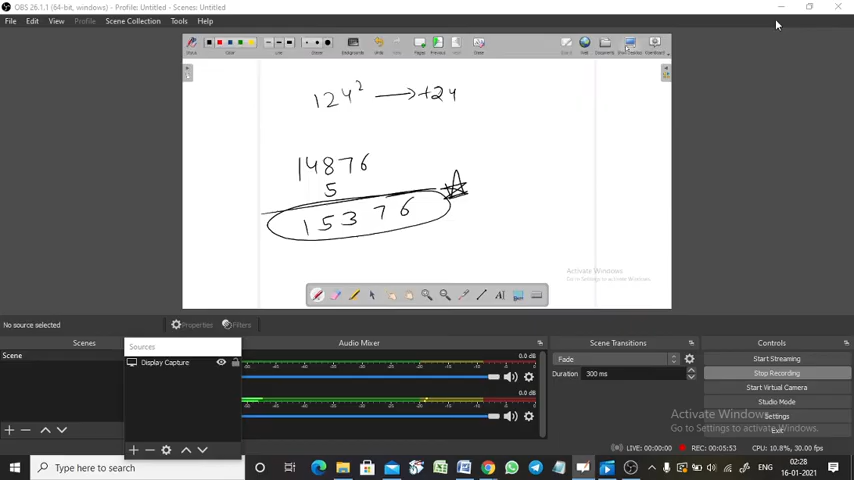 OBS 26.1.1 (64-bit, windows) - Profile: Untitled - Scenes: Untitled
File Edit View Profile Scene Collection Tools Help
124² → +24
14876
5
15376
Activate Windows
Go to Settings to activate Windows.
No source selected
Properties
Filters
Scenes
Sources
Audio Mixer
Scene Transitions
Controls
Scene
Display Capture
0.0 dB
0.0 dB
Fade
Duration 300 ms
Start Streaming
Stop Recording
Start Virtual Camera
Studio Mode
Settings
Exit
Activate Windows
Go to Settings to activate Windows.
LIVE: 00:00:00 REC: 00:05:53 CPU: 10.8%, 30.00 fps
Type here to search
ENG
02:28
16-01-2021